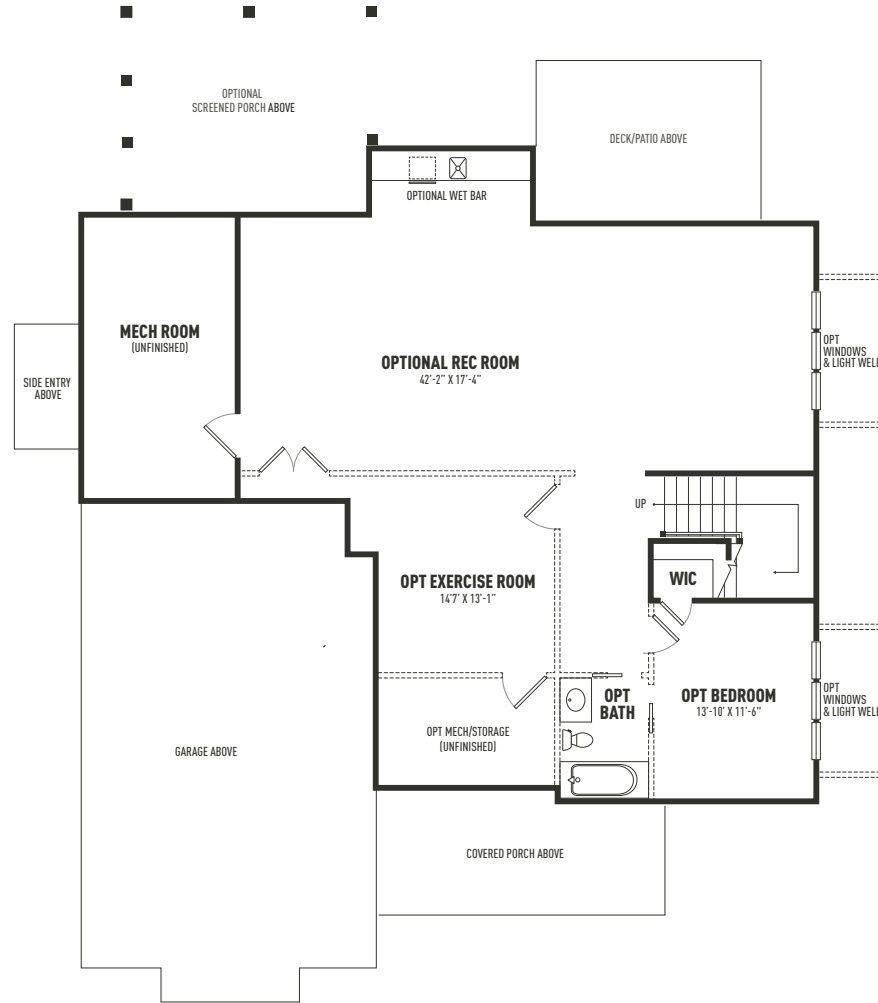 OPTIONAL
SCREENED PORCH ABOVE
DECK/PATIO ABOVE
OPTIONAL WET BAR
MECH ROOM
(UNFINISHED)
OPT
WINDOWS
& LIGHT WELL
OPTIONAL REC ROOM
42'-2" X 17'-4"
SIDE ENTRY
ABOVE
UP
OPT EXERCISE ROOM
14'7' X 13'-1"
WIC
OPT
BATH
OPT BEDROOM
13'-10' X 11'-6"
OPT
WINDOWS
& LIGHT WELL
OPT MECH/STORAGE
(UNFINISHED)
GARAGE ABOVE
COVERED PORCH ABOVE